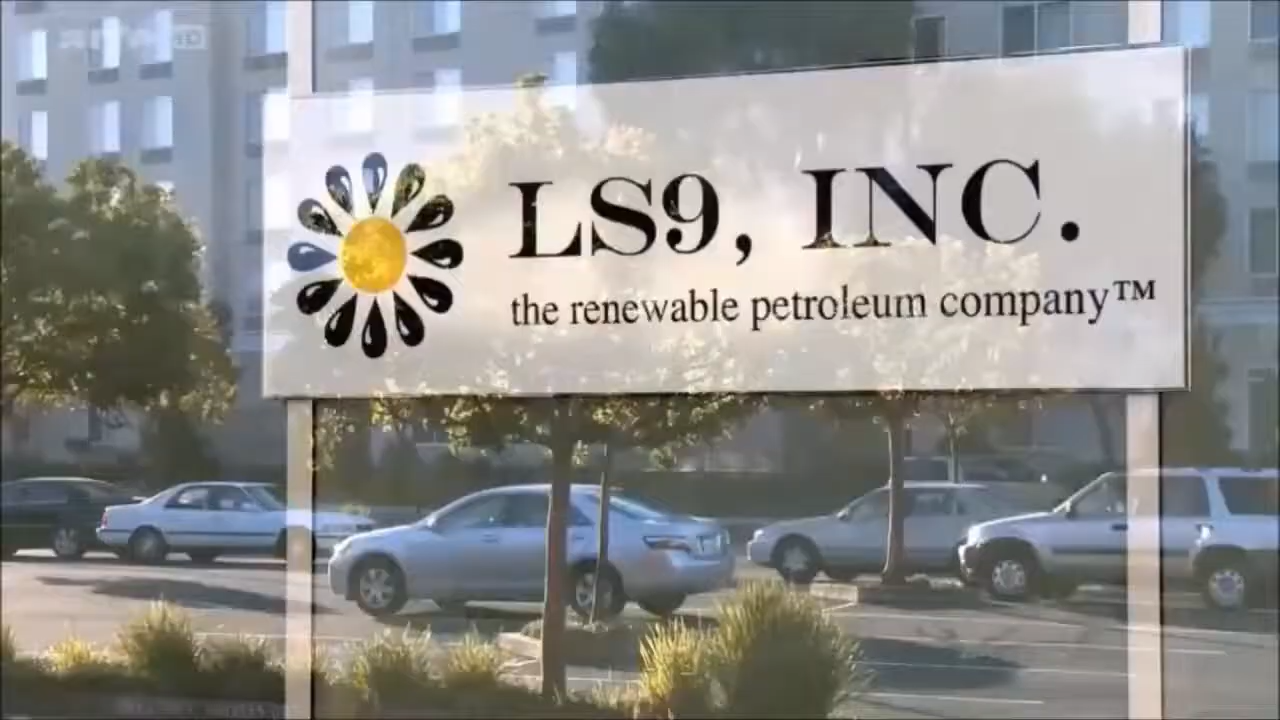 LS9, INC.
the renewable petroleum company™